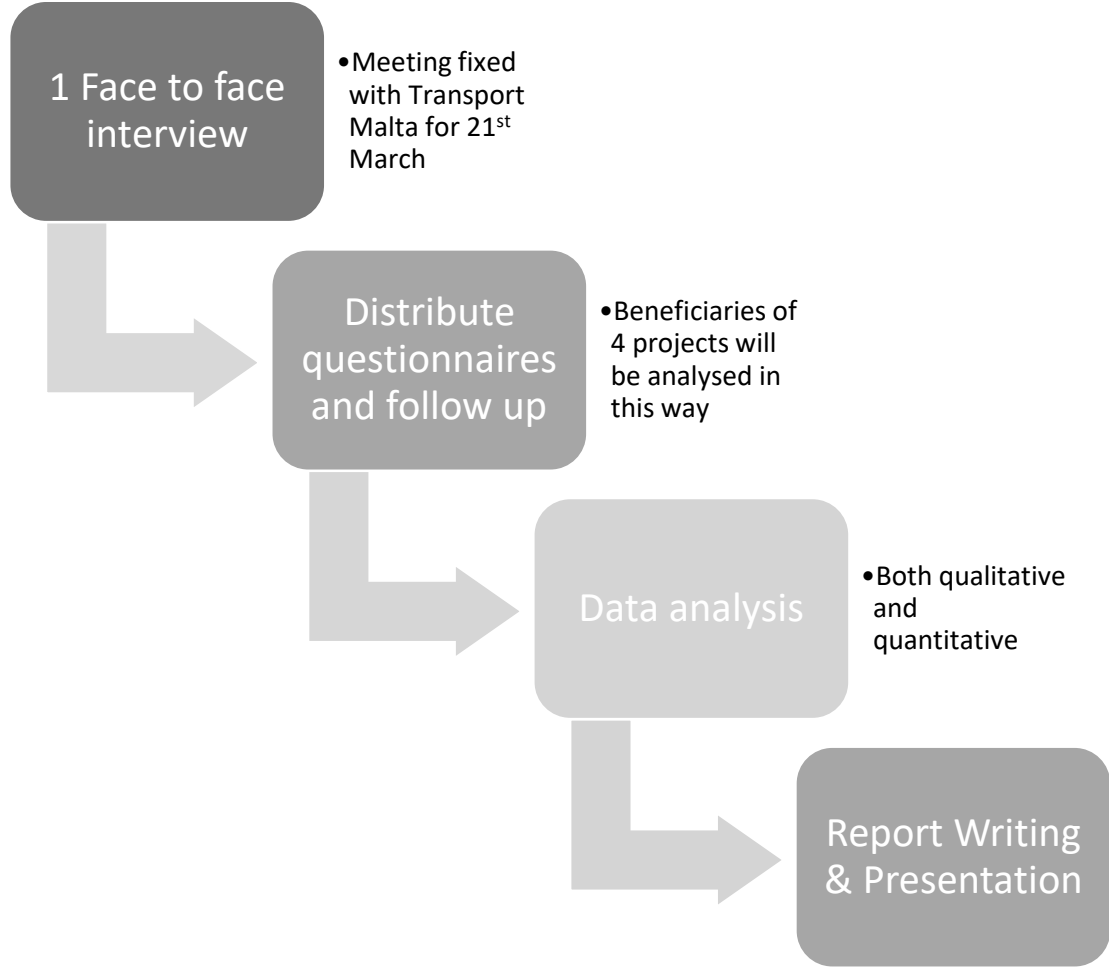 1 Face to face
interview
•Meeting fixed
with Transport
Malta for 21st
March
Distribute
questionnaires
and follow up
•Beneficiaries of
4 projects will
be analysed in
this way
Data analysis
•Both qualitative
and
quantitative
Report Writing
& Presentation